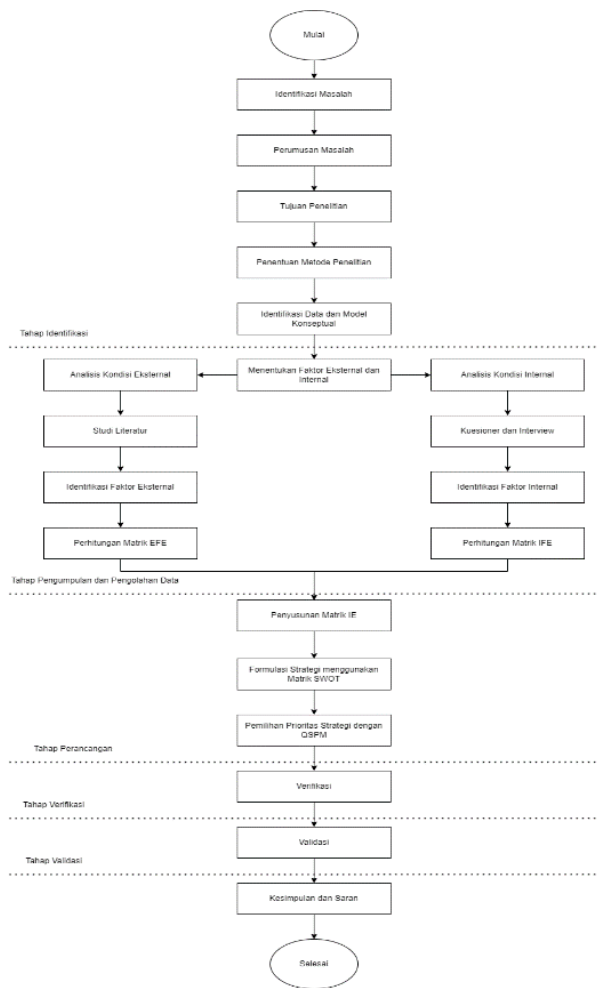 Mulai
Identifikasi Masalah
Perumusan Masalah
Tujuan Penelitian
Penentuan Metode Penelitian
Identifikasi Data dan Model
Konseptual
Tahap Identifikasi
Analisis Kondisi Eksternal
Menentukan Faktor Eksternal dan
Internal
Analisis Kondisi Internal
Studi Literatur
Kuesioner dan Interview
Identifikasi Faktor Eksternal
Identifikasi Faktor Internal
Perhitungan Matrik EFE
Perhitungan Matrik IFE
Tahap Pengumpulan dan Pengolahan Data
Penyusunan Matrik IE
Formulasi Strategi menggunakan
Matrik SWOT
Pemilihan Prioritas Strategi dengan
QSPM
Tahap Perancangan
Verifikasi
Tahap Verifikasi
Validasi
Tahap Validasi
Kesimpulan dan Saran
Selesai